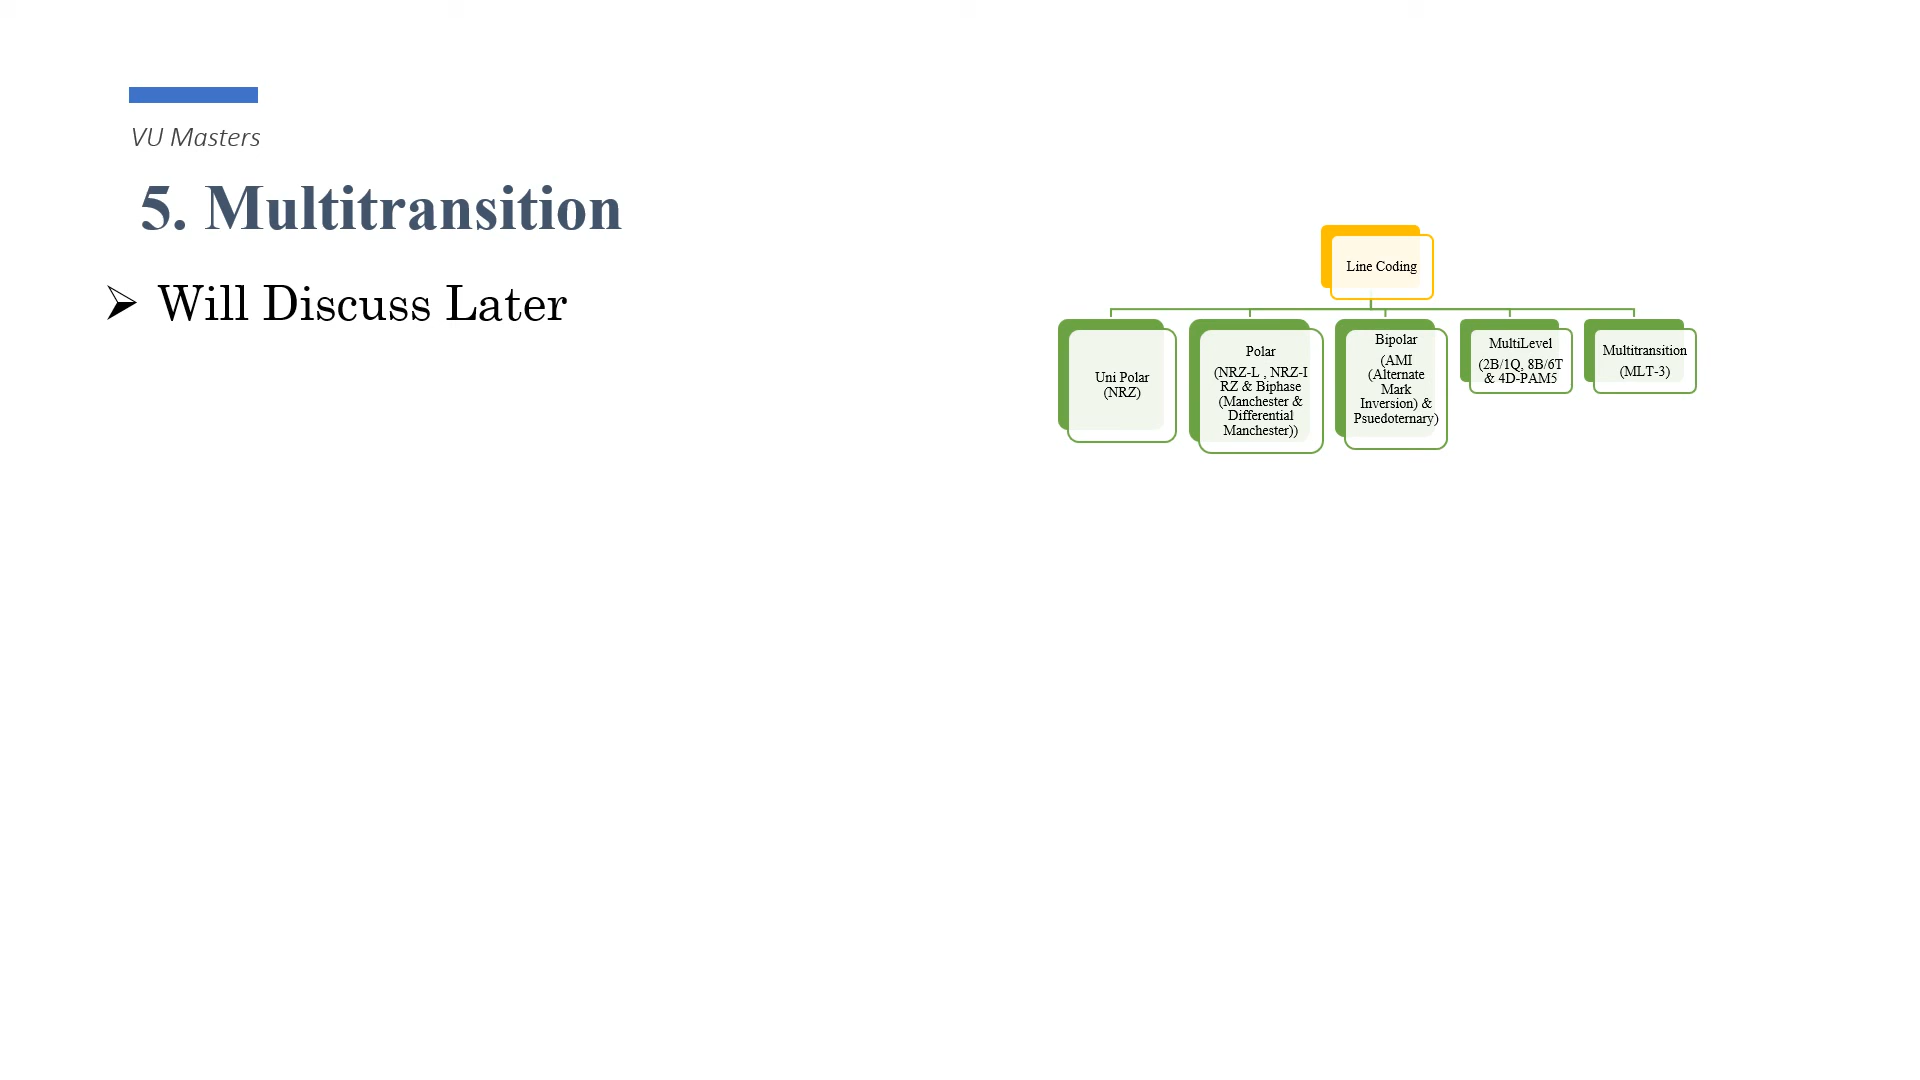 VU Masters
5. Multitransition
➢ Will Discuss Later
Line Coding
Uni Polar
(NRZ)
Polar
(NRZ-L , NRZ-I
RZ & Biphase
(Manchester &
Differential
Manchester))
Bipolar
(AMI
(Alternate
Mark
Inversion) &
Psuedoternary)
MultiLevel
(2B/1Q, 8B/6T
& 4D-PAM5
Multitransition
(MLT-3)